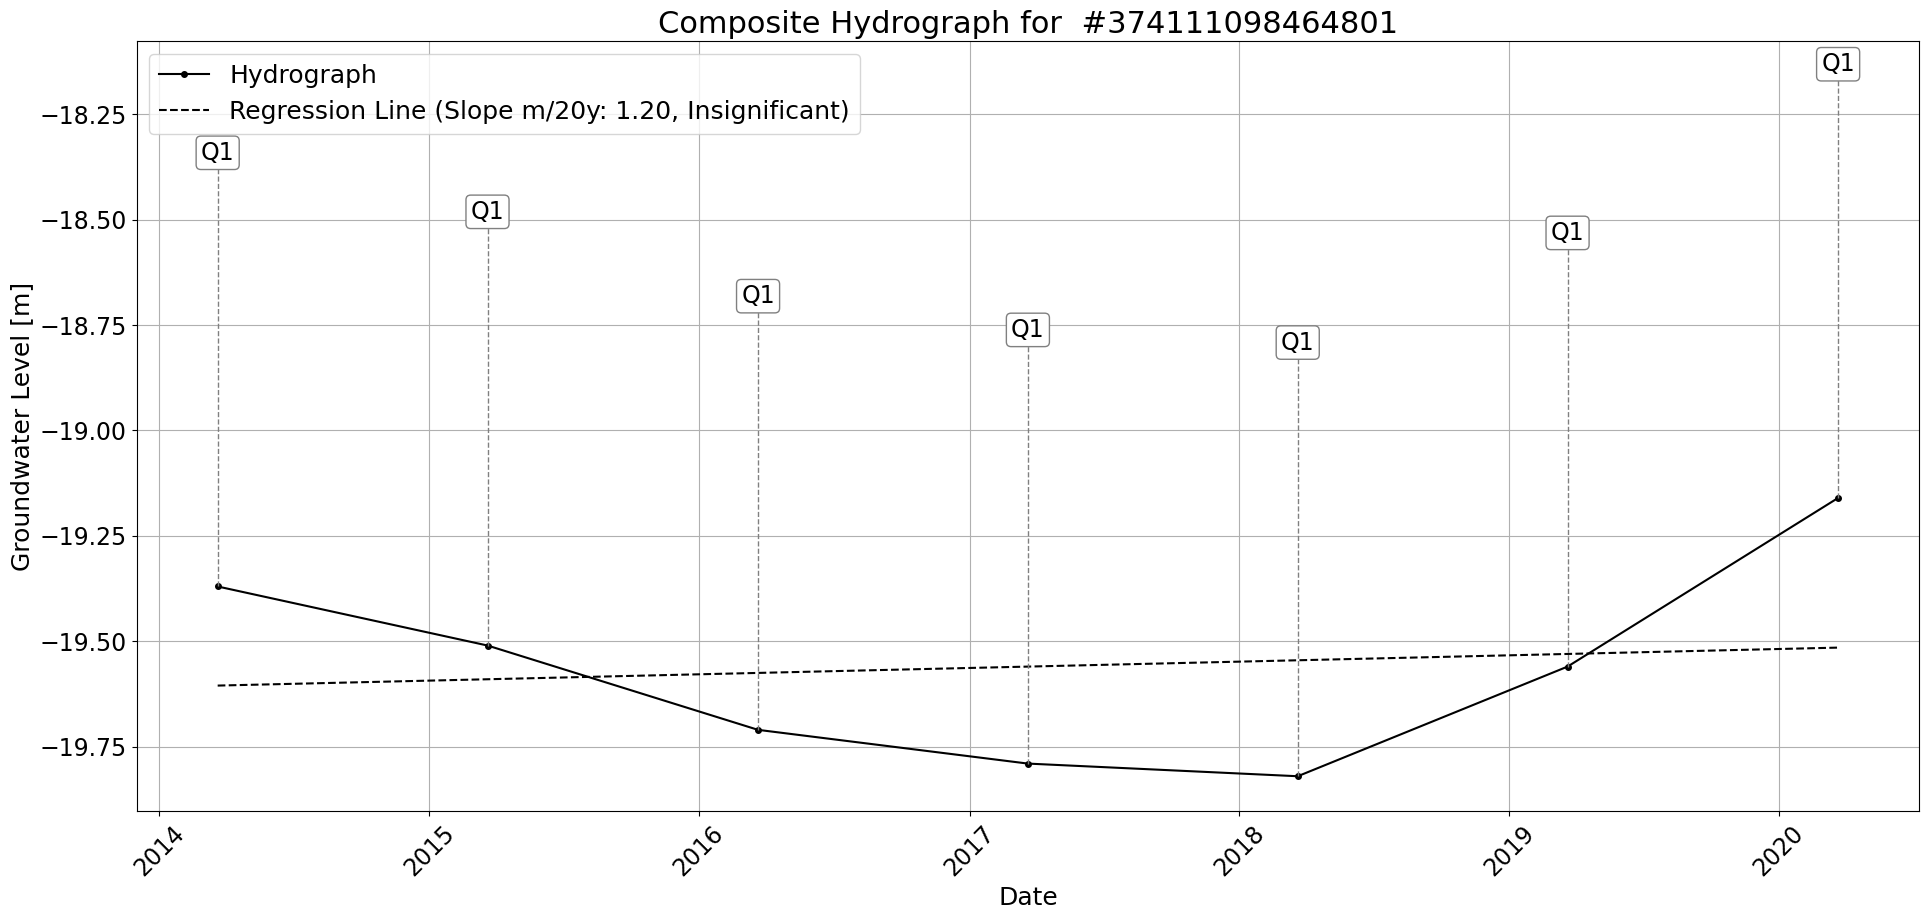 Composite Hydrograph for  #374111098464801
Hydrograph
Regression Line (Slope m/20y: 1.20, Insignificant)
Q1
Q1
Q1
Q1
Q1
Q1
Q1
Groundwater Level [m]
−18.25
−18.50
−18.75
−19.00
−19.25
−19.50
−19.75
2014
2015
2016
2017
2018
2019
2020
Date